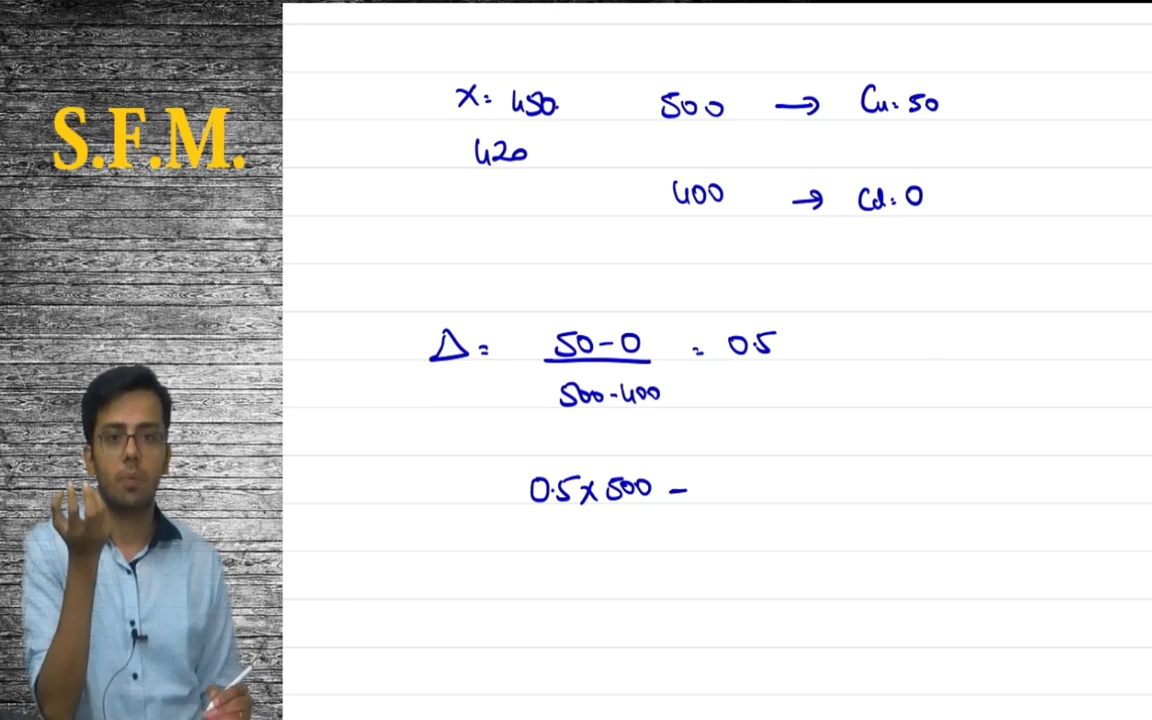 S.F.M.
X = 450. 500 → Cu = 50
420
400 → Cd = 0
Δ = 50 - 0 = 0.5
500 - 400
0.5 x 500 -